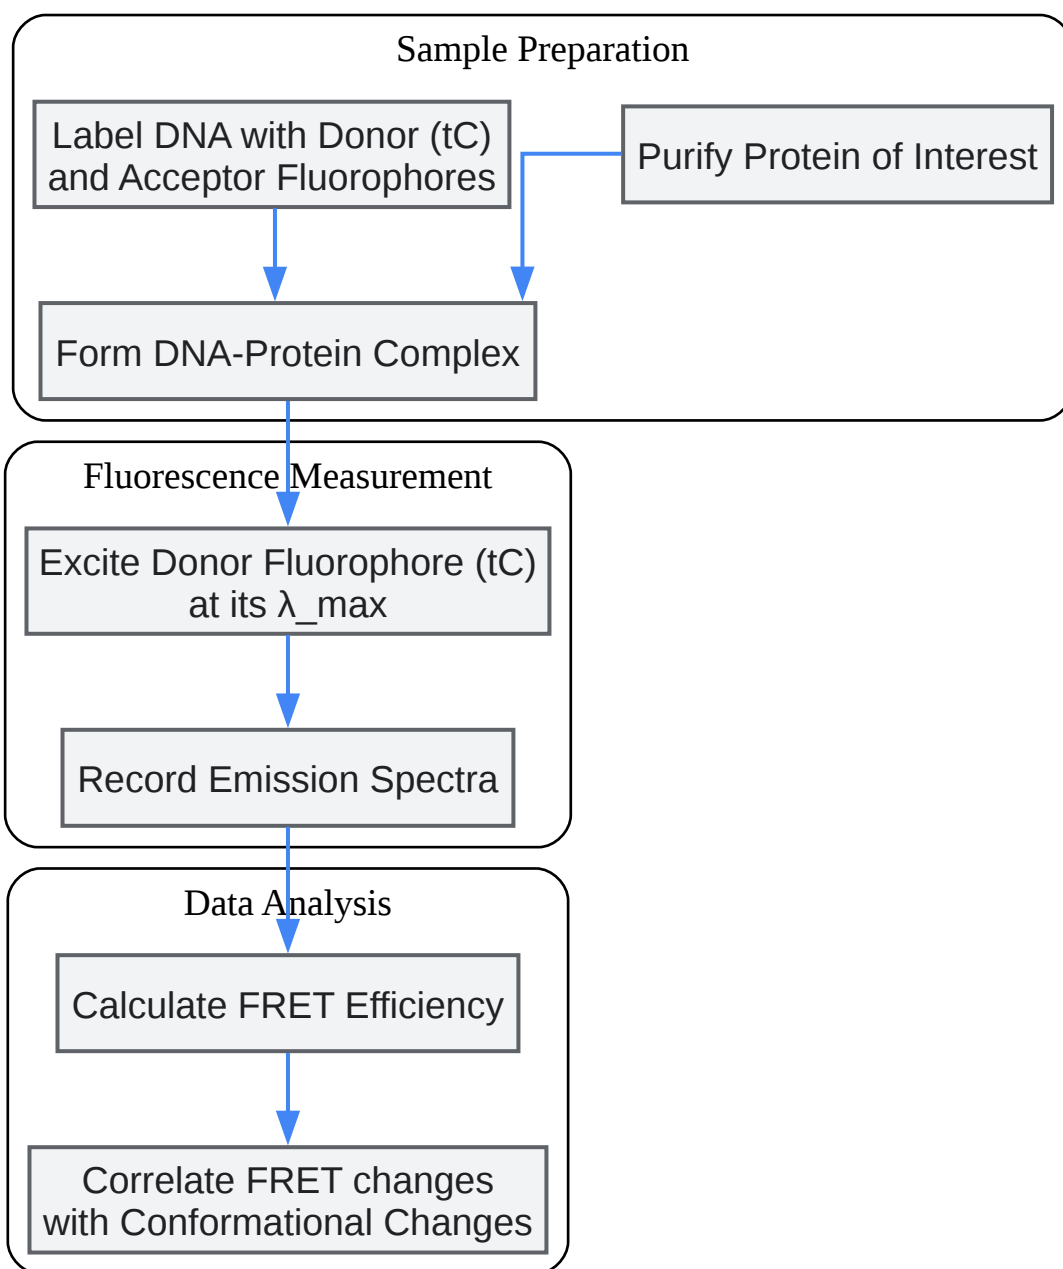 Sample Preparation
Label DNA with Donor (tC)
and Acceptor Fluorophores
Purify Protein of Interest
Form DNA-Protein Complex
Fluorescence Measurement
Excite Donor Fluorophore (tC)
at its λ_max
Record Emission Spectra
Data Analysis
Calculate FRET Efficiency
Correlate FRET changes
with Conformational Changes